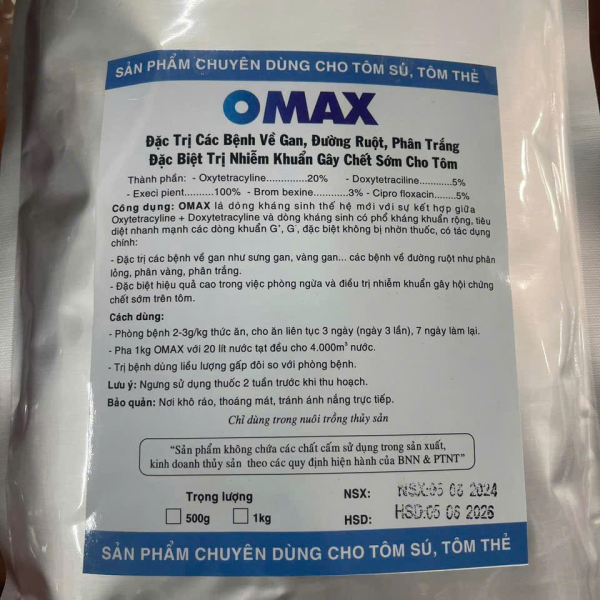 SẢN PHẨM CHUYÊN DÙNG CHO TÔM SÚ, TÔM THẺ
OMAX
Đặc Trị Các Bệnh Về Gan, Đường Ruột, Phân Trắng
Đặc Biệt Trị Nhiễm Khuẩn Gây Chết Sớm Cho Tôm
Thành phần: - Oxytetracyline..............20% - Doxytetraciline............5%
- Execi pient..........100% - Brom bexine............3% - Cipro floxacin......5%
Công dụng: OMAX là dòng kháng sinh thế hệ mới với sự kết hợp giữa
Oxytetracyline + Doxytetracyline và dòng kháng sinh có phổ kháng khuẩn rộng, tiêu
diệt nhanh mạnh các dòng khuẩn G⁺, G⁻, đặc biệt không bị nhờn thuốc, có tác dụng
chính:
- Đặc trị các bệnh về gan như sưng gan, vàng gan... các bệnh về đường ruột như phân
lỏng, phân vàng, phân trắng.
- Đặc biệt hiệu quả cao trong việc phòng ngừa và điều trị nhiễm khuẩn gây hội chứng
chết sớm trên tôm.
Cách dùng:
- Phòng bệnh 2-3g/kg thức ăn, cho ăn liên tục 3 ngày (ngày 3 lần), 7 ngày làm lại.
- Pha 1kg OMAX với 20 lít nước tạt đều cho 4.000m³ nước.
- Trị bệnh dùng liều lượng gấp đôi so với phòng bệnh.
Lưu ý: Ngưng sử dụng thuốc 2 tuần trước khi thu hoạch.
Bảo quản: Nơi khô ráo, thoáng mát, tránh ánh nắng trực tiếp.
Chỉ dùng trong nuôi trồng thủy sản
"Sản phẩm không chứa các chất cấm sử dụng trong sản xuất,
kinh doanh thủy sản theo các quy định hiện hành của BNN & PTNT"
Trọng lượng NSX: NSX:05 06 2024
500g 1kg HSD: HSD:05 06 2026
SẢN PHẨM CHUYÊN DÙNG CHO TÔM SÚ, TÔM THẺ